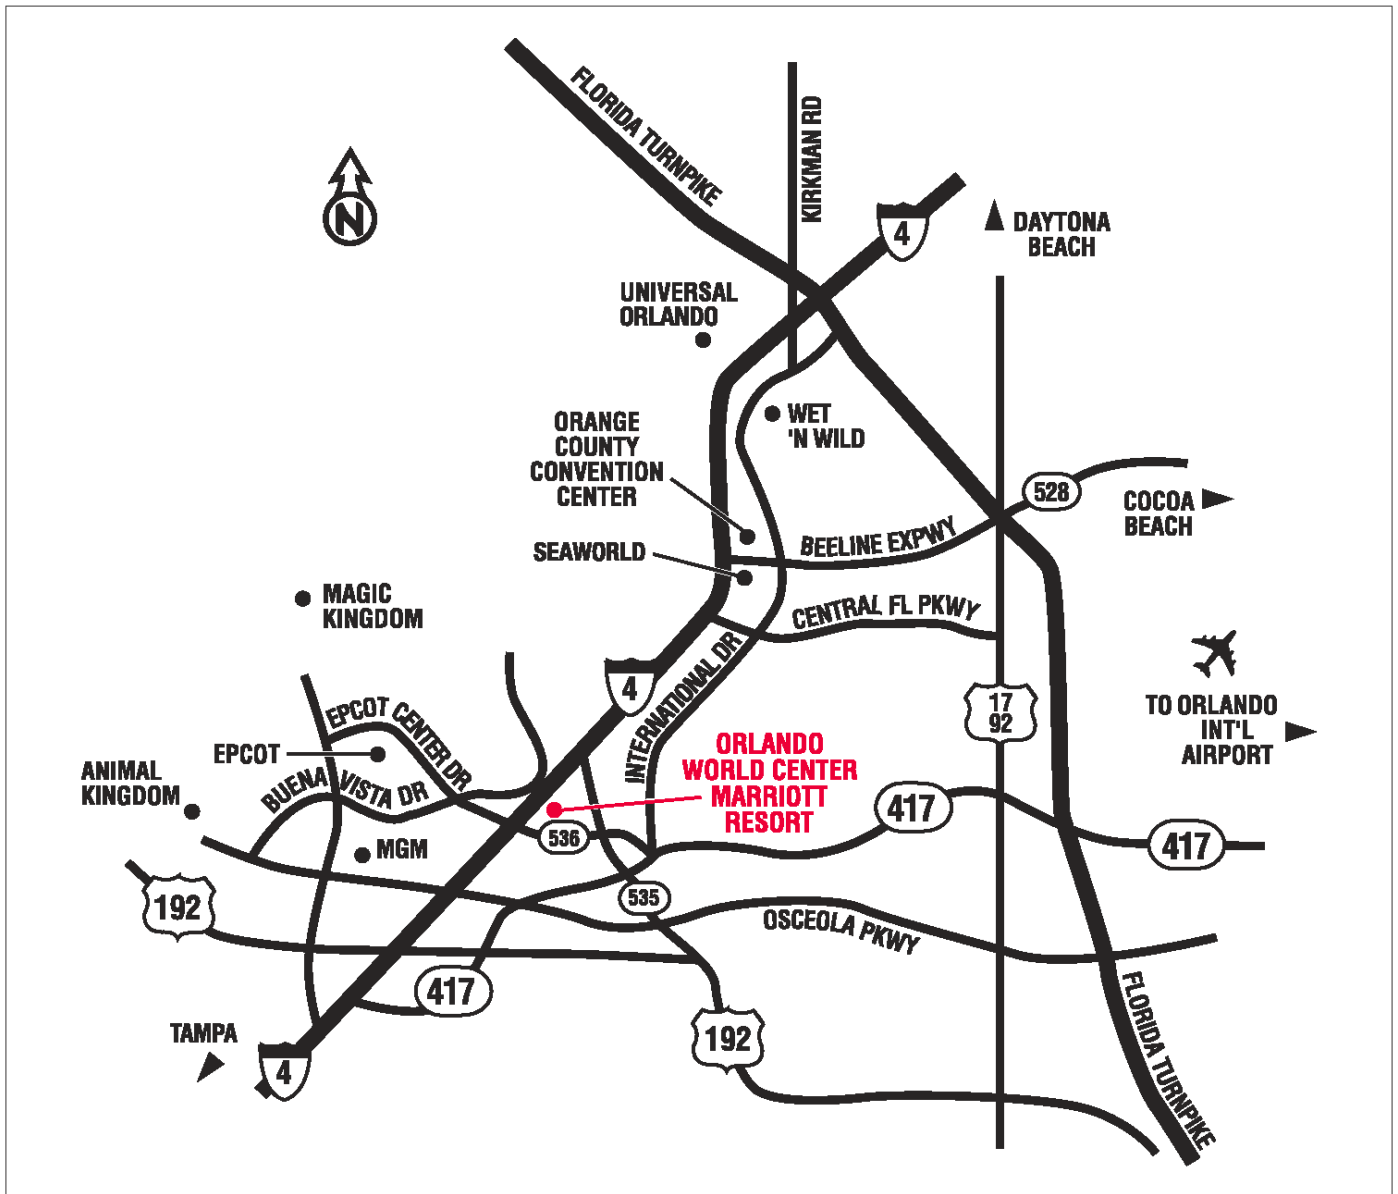 FLORIDA TURNPIKE
KIRKMAN RD
N
4
DAYTONA
BEACH
UNIVERSAL
ORLANDO
WET
'N WILD
ORANGE
COUNTY
CONVENTION
CENTER
528
COCOA
BEACH
BEELINE EXPWY
SEAWORLD
MAGIC
KINGDOM
CENTRAL FL PKWY
4
INTERNATIONAL DR
17
92
TO ORLANDO
INT'L
AIRPORT
EPCOT CENTER DR
EPCOT
ORLANDO
WORLD CENTER
MARRIOTT
RESORT
ANIMAL
KINGDOM
BUENA VISTA DR
417
536
417
MGM
192
535
OSCEOLA PKWY
417
FLORIDA TURNPIKE
TAMPA
192
4